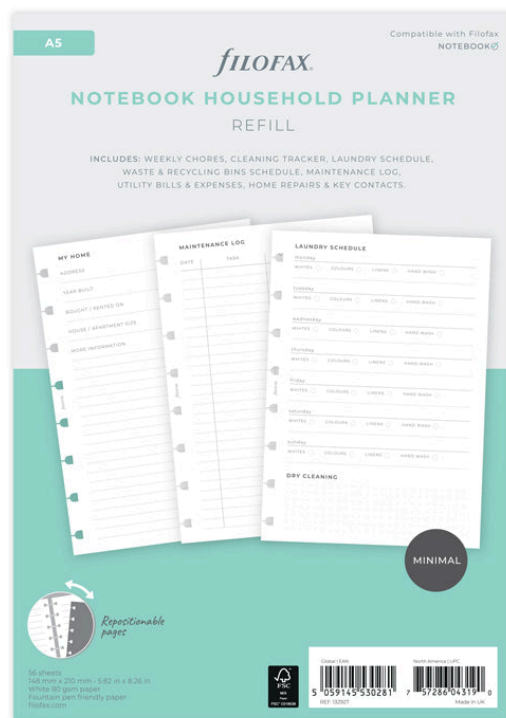 A5
Compatible with Filofax
NOTEBOOK
fILOFAX®
NOTEBOOK HOUSEHOLD PLANNER
REFILL
INCLUDES: WEEKLY CHORES, CLEANING TRACKER, LAUNDRY SCHEDULE,
WASTE & RECYCLING BINS SCHEDULE, MAINTENANCE LOG,
UTILITY BILLS & EXPENSES, HOME REPAIRS & KEY CONTACTS.
MY HOME
ADDRESS
YEAR BUILT
BOUGHT / RENTED ON
HOUSE / APARTMENT SIZE
MORE INFORMATION
MAINTENANCE LOG
DATE TASK
LAUNDRY SCHEDULE
monday
WHITES COLOURS LINENS HAND WASH
tuesday
WHITES COLOURS LINENS HAND WASH
wednesday
WHITES COLOURS LINENS HAND WASH
thursday
WHITES COLOURS LINENS HAND WASH
friday
WHITES COLOURS LINENS HAND WASH
saturday
WHITES COLOURS LINENS HAND WASH
sunday
WHITES COLOURS LINENS HAND WASH
DRY CLEANING
MINIMAL
Repositionable
pages
56 sheets
148 mm x 210 mm - 5.82 in x 8.26 in
White 80 gsm paper
Fountain pen friendly paper
filofax.com
FSC
MIX
Paper
Global | EAN
5 059145 530281
REF: 132927
North America | UPC
7 57286 04319 0
Made in UK